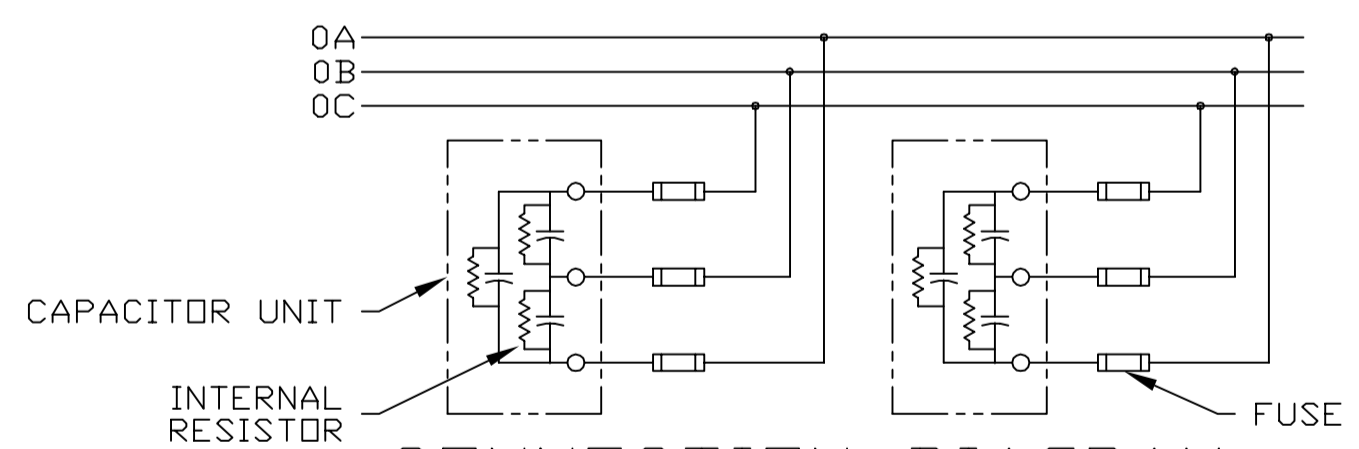 0A
0B
0C
CAPACITOR UNIT
INTERNAL
RESISTOR
FUSE